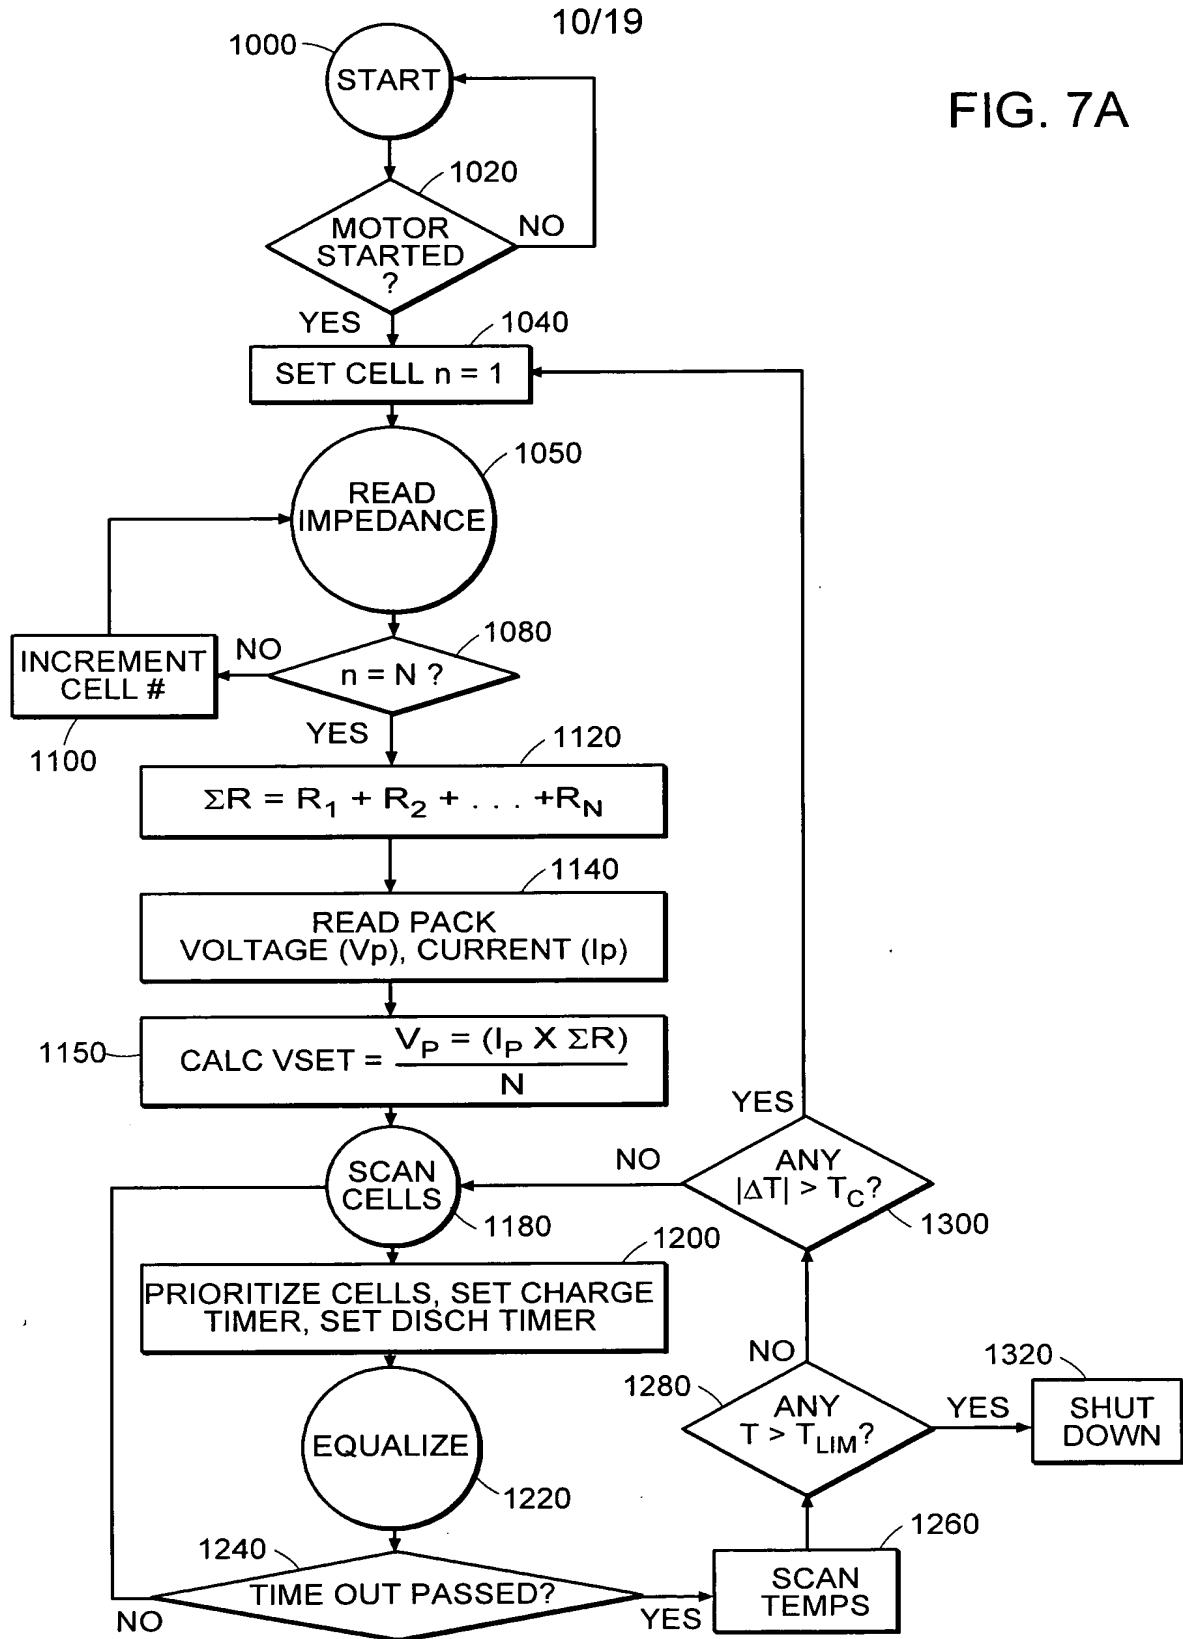 10/19
FIG. 7A
1000
START
1020
MOTOR
STARTED
?
NO
YES
1040
SET CELL n = 1
1050
READ
IMPEDANCE
1080
n = N ?
NO
INCREMENT
CELL #
1100
YES
1120
ΣR = R1 + R2 + . . . +RN
1140
READ PACK
VOLTAGE (Vp), CURRENT (Ip)
1150
CALC VSET = VP = (IP X ΣR)
N
SCAN
CELLS
1180
1200
PRIORITIZE CELLS, SET CHARGE
TIMER, SET DISCH TIMER
EQUALIZE
1220
1240
TIME OUT PASSED?
NO
YES
1260
SCAN
TEMPS
1280
ANY
T > TLIM?
YES
1320
SHUT
DOWN
NO
ANY
|ΔT| > TC?
1300
NO
YES